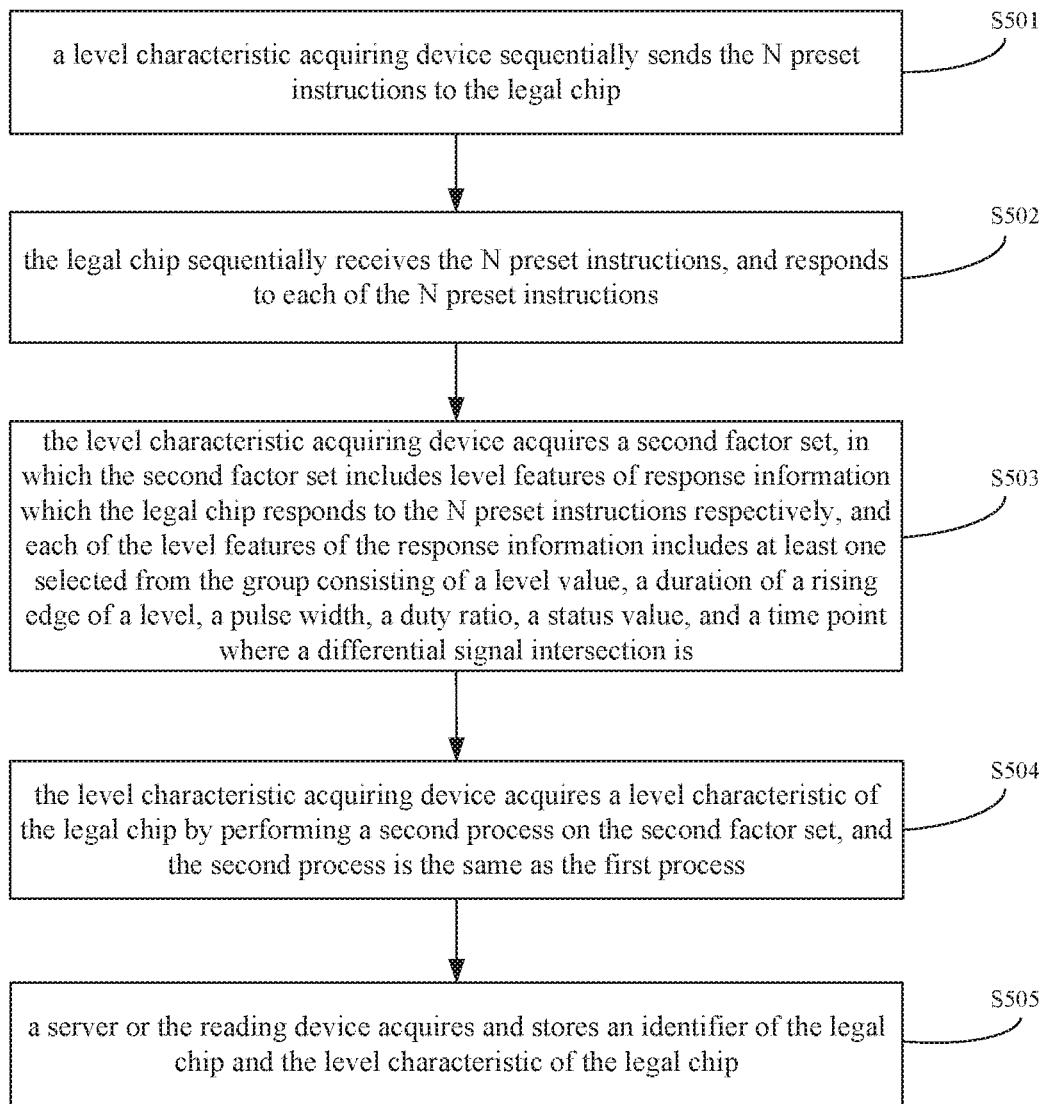 S501
a level characteristic acquiring device sequentially sends the N preset
instructions to the legal chip
S502
the legal chip sequentially receives the N preset instructions, and responds
to each of the N preset instructions
S503
the level characteristic acquiring device acquires a second factor set, in
which the second factor set includes level features of response information
which the legal chip responds to the N preset instructions respectively, and
each of the level features of the response information includes at least one
selected from the group consisting of a level value, a duration of a rising
edge of a level, a pulse width, a duty ratio, a status value, and a time point
where a differential signal intersection is
S504
the level characteristic acquiring device acquires a level characteristic of
the legal chip by performing a second process on the second factor set, and
the second process is the same as the first process
S505
a server or the reading device acquires and stores an identifier of the legal
chip and the level characteristic of the legal chip